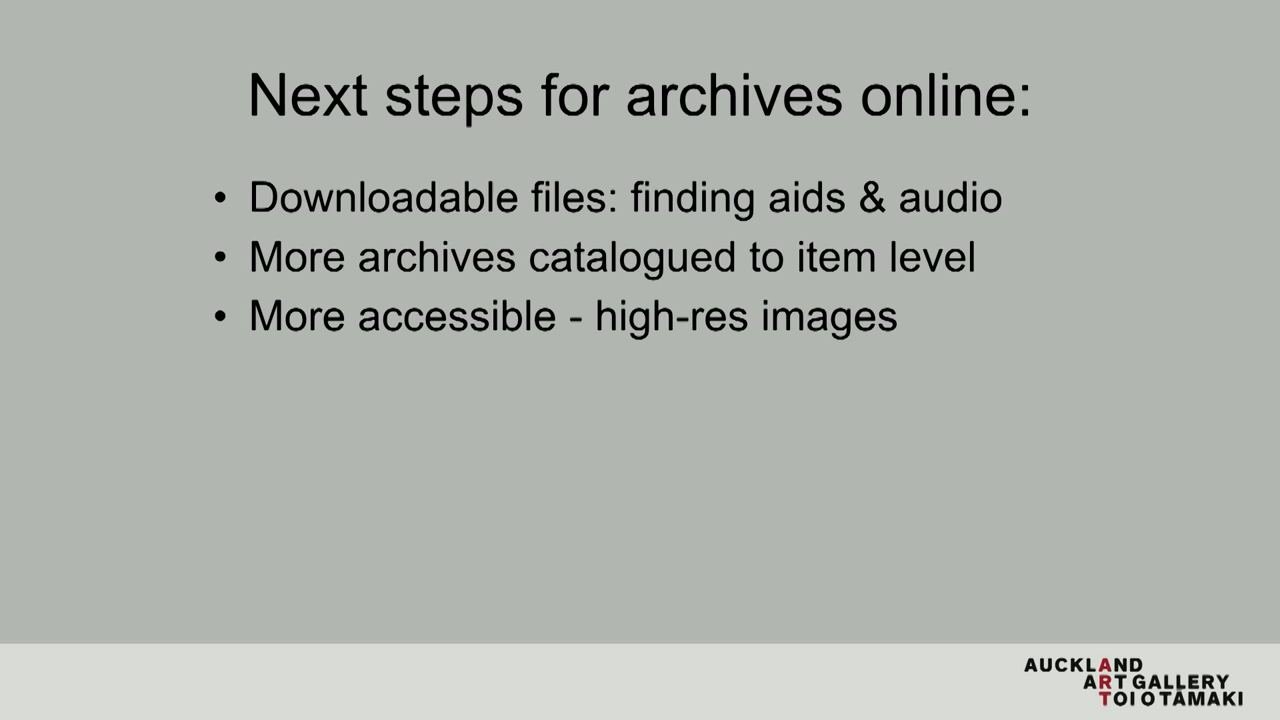 Next steps for archives online:
• Downloadable files: finding aids & audio
• More archives catalogued to item level
• More accessible - high-res images
AUCKLAND
ART GALLERY
TOI O TĀMAKI